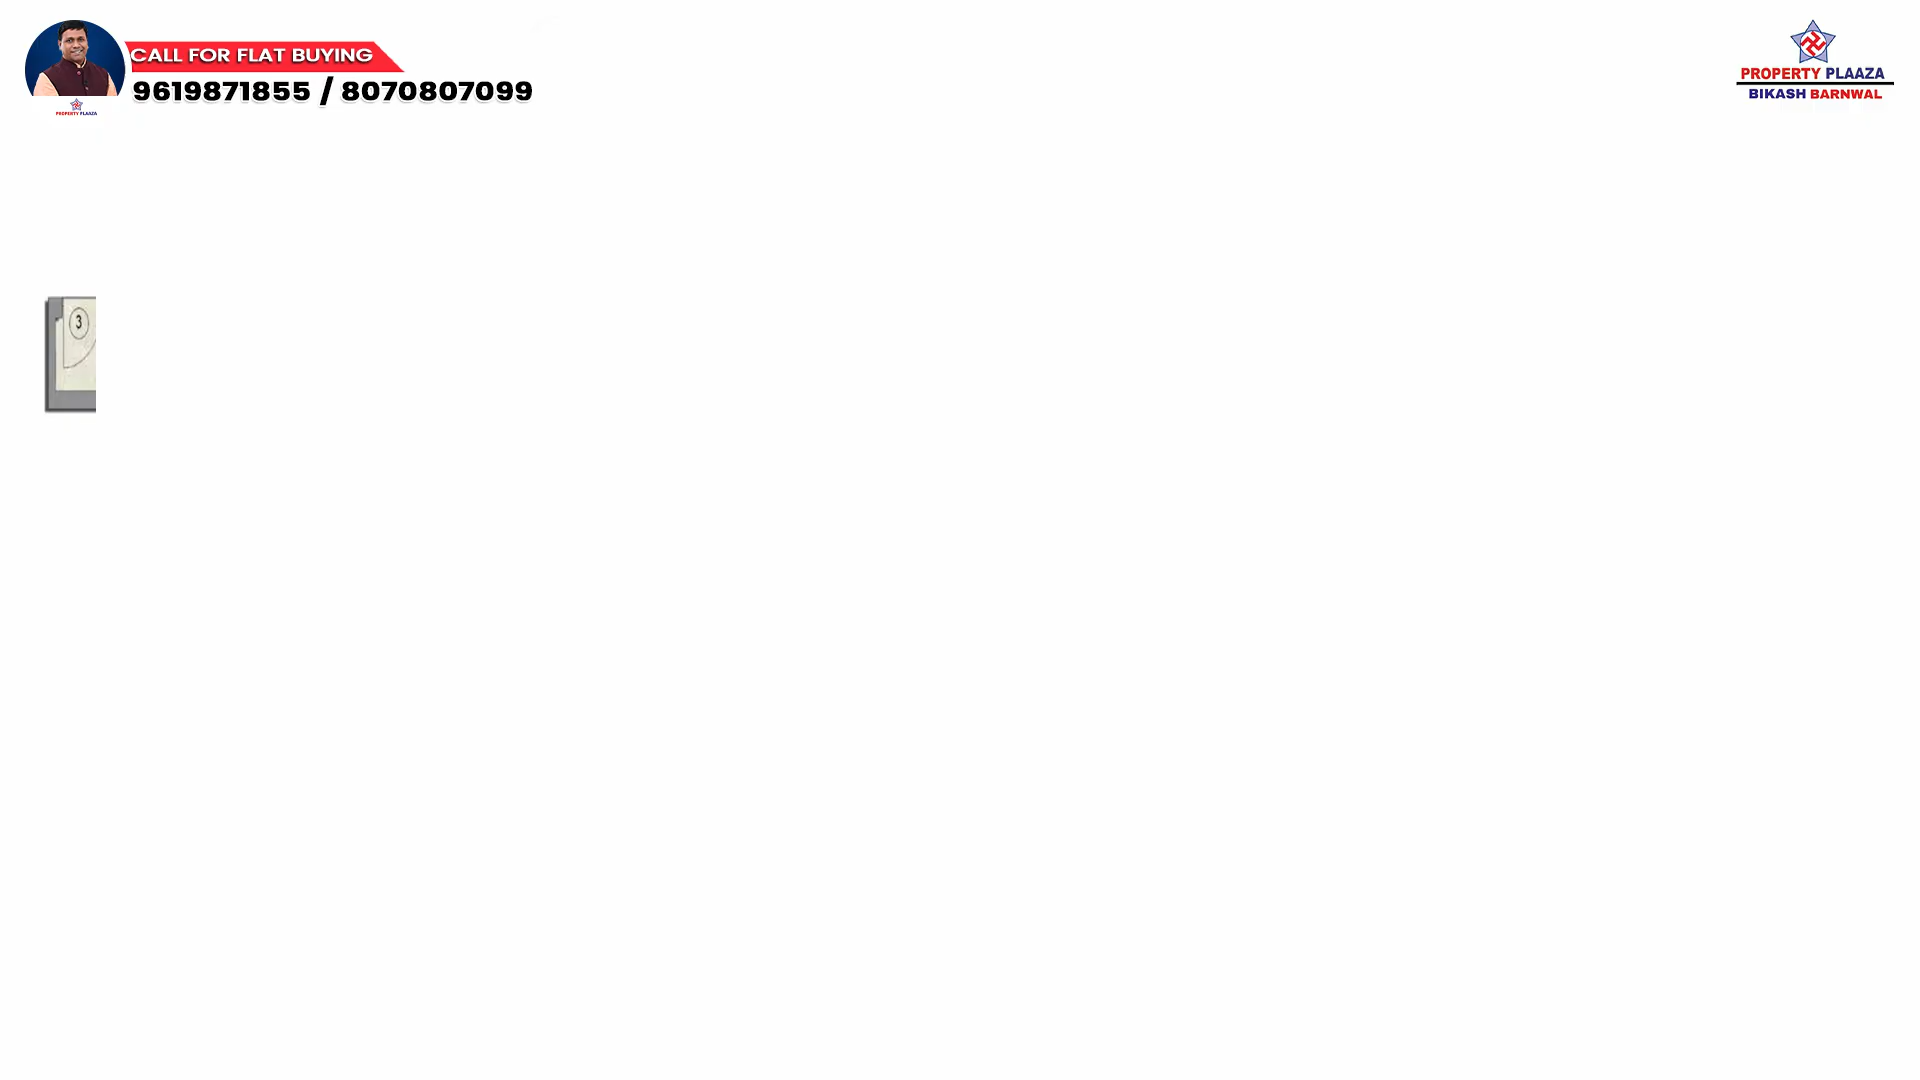 CALL FOR FLAT BUYING
9619871855 / 8070807099
PROPERTY PLAAZA
PROPERTY PLAAZA
BIKASH BARNWAL
3